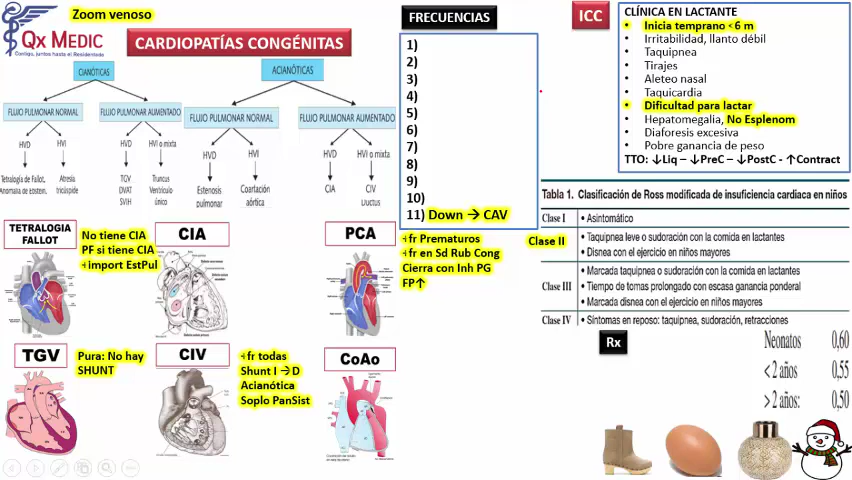 Zoom venoso
Qx MEDIC
Contigo, juntos hasta el Residentado
CARDIOPATÍAS CONGÉNITAS
CIANÓTICAS
ACIANÓTICAS
FLUJO PULMONAR NORMAL
FLUJO PULMONAR AUMENTADO
FLUJO PULMONAR NORMAL
FLUJO PULMONAR AUMENTADO
HVD
HVI
HVD
HVI o mixta
HVD
HVI
HVD
HVI o mixta
Tetralogía de Fallot,
Anomalía de Ebstein.
Atresia
tricúspide
TGV
DVAT
SVIH
Truncus
Ventrículo
único
Estenosis
pulmonar
Coartación
aórtica
CIA
CIV
Ductus
TETRALOGIA
FALLOT
No tiene CIA
PF si tiene CIA
+import EstPul
CIA
PCA
TGV
Pura: No hay
SHUNT
CIV
+fr todas
Shunt I → D
Acianótica
Soplo PanSist
CoAo
FRECUENCIAS
1)
2)
3)
4)
5)
6)
7)
8)
9)
10)
11) Down → CAV
+fr Prematuros
+fr en Sd Rub Cong
Cierra con Inh PG
FP↑
ICC
CLÍNICA EN LACTANTE
• Inicia temprano < 6 m
• Irritabilidad, llanto débil
• Taquipnea
• Tirajes
• Aleteo nasal
• Taquicardia
• Dificultad para lactar
• Hepatomegalia, No Esplenom
• Diaforesis excesiva
• Pobre ganancia de peso
TTO: ↓Liq – ↓PreC – ↓PostC - ↑Contract
Tabla 1. Clasificación de Ross modificada de insuficiencia cardiaca en niños
Clase I • Asintomático
Clase II
• Taquipnea leve o sudoración con la comida en lactantes
• Disnea con el ejercicio en niños mayores
Clase III
• Marcada taquipnea o sudoración con la comida en lactantes
• Tiempo de tomas prolongado con escasa ganancia ponderal
• Marcada disnea con el ejercicio en niños mayores
Clase IV • Síntomas en reposo: taquipnea, sudoración, retracciones
Rx
Neonatos 0,60
< 2 años 0,55
> 2 años: 0,50